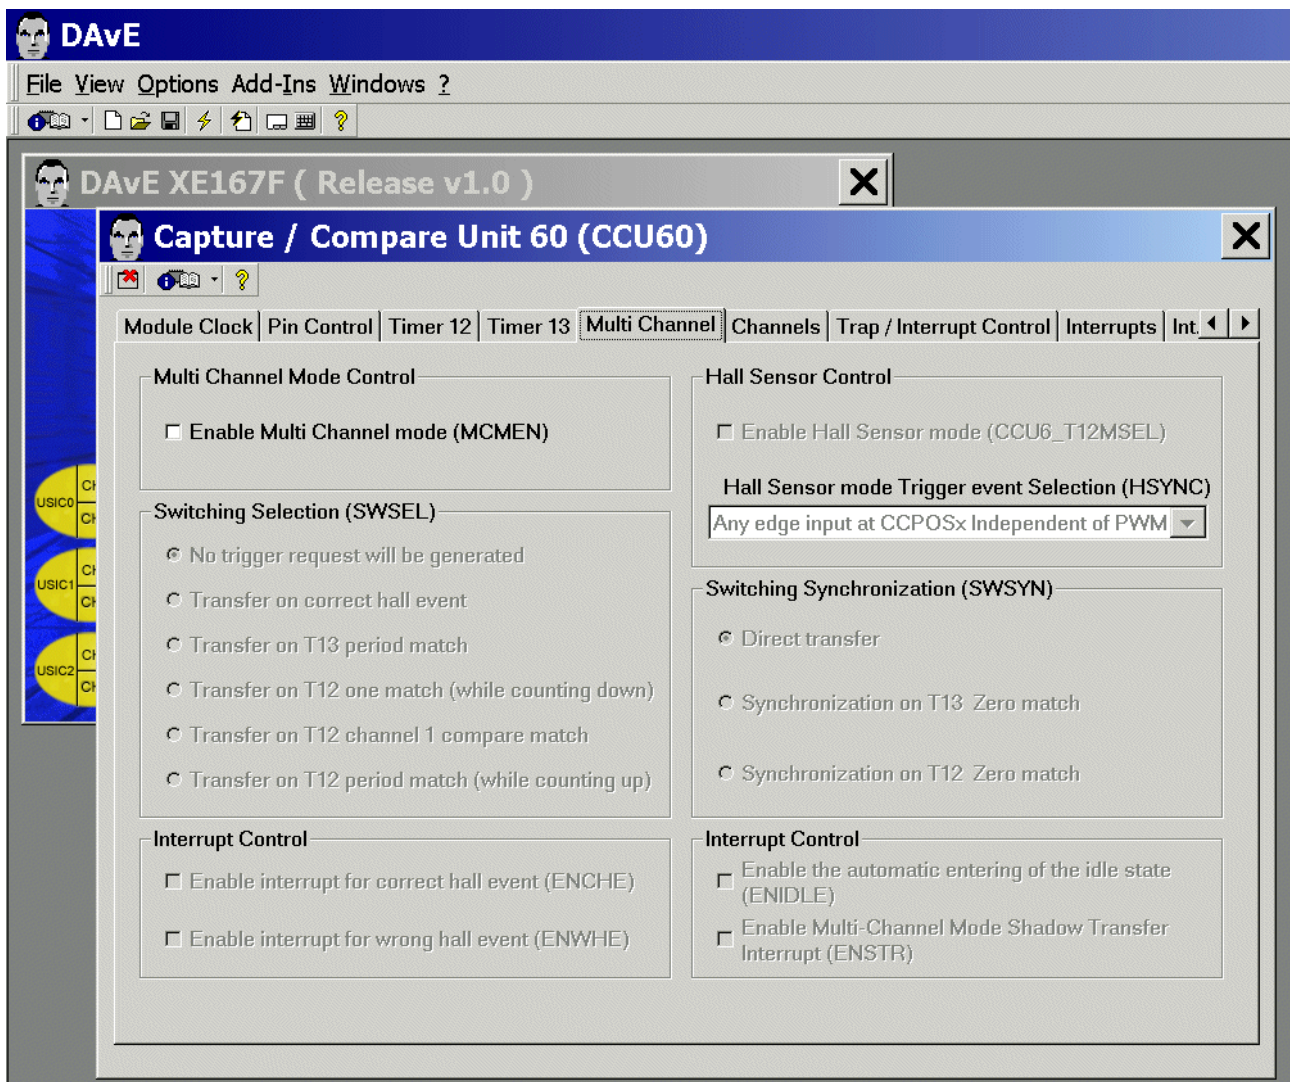 DAvE
File View Options Add-Ins Windows ?
DAvE XE167F ( Release v1.0 )
Capture / Compare Unit 60 (CCU60)
Module Clock Pin Control Timer 12 Timer 13 Multi Channel Channels Trap / Interrupt Control Interrupts Int.
Multi Channel Mode Control
Enable Multi Channel mode (MCMEN)
Switching Selection (SWSEL)
No trigger request will be generated
Transfer on correct hall event
Transfer on T13 period match
Transfer on T12 one match (while counting down)
Transfer on T12 channel 1 compare match
Transfer on T12 period match (while counting up)
Interrupt Control
Enable interrupt for correct hall event (ENCHE)
Enable interrupt for wrong hall event (ENWHE)
Hall Sensor Control
Enable Hall Sensor mode (CCU6_T12MSEL)
Hall Sensor mode Trigger event Selection (HSYNC)
Any edge input at CCPOSx Independent of PWM
Switching Synchronization (SWSYN)
Direct transfer
Synchronization on T13 Zero match
Synchronization on T12 Zero match
Interrupt Control
Enable the automatic entering of the idle state
(ENIDLE)
Enable Multi-Channel Mode Shadow Transfer
Interrupt (ENSTR)
USIC0
USIC1
USIC2